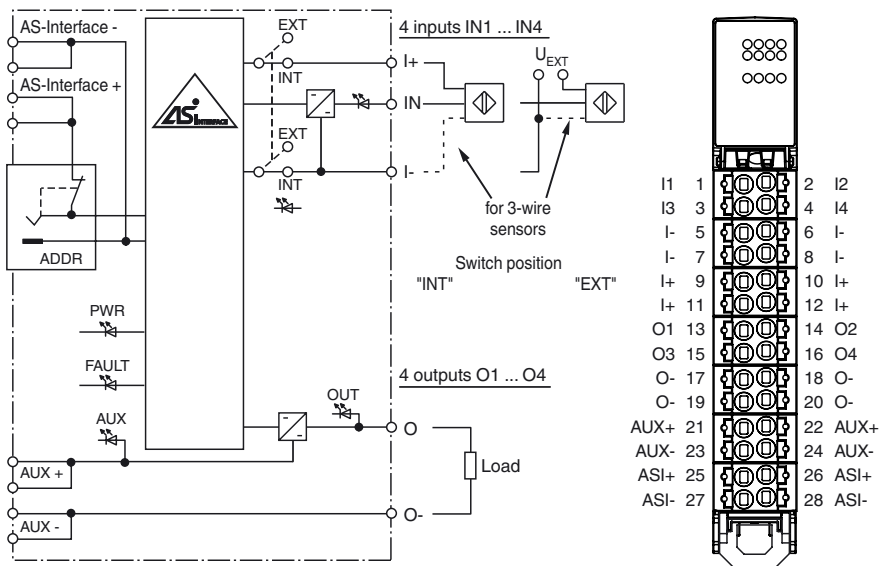 AS-Interface -
AS-Interface +
ADDR
PWR
FAULT
AUX
AUX +
AUX -
ASi INTERFACE
EXT
INT
EXT
INT
OUT
4 inputs IN1 ... IN4
I+
IN
I-
UEXT
for 3-wire
sensors
Switch position
"INT" "EXT"
4 outputs O1 ... O4
O
Load
O-
I1 1 2 I2
I3 3 4 I4
I- 5 6 I-
I- 7 8 I-
I+ 9 10 I+
I+ 11 12 I+
O1 13 14 O2
O3 15 16 O4
O- 17 18 O-
O- 19 20 O-
AUX+ 21 22 AUX+
AUX- 23 24 AUX-
ASI+ 25 26 ASI+
ASI- 27 28 ASI-